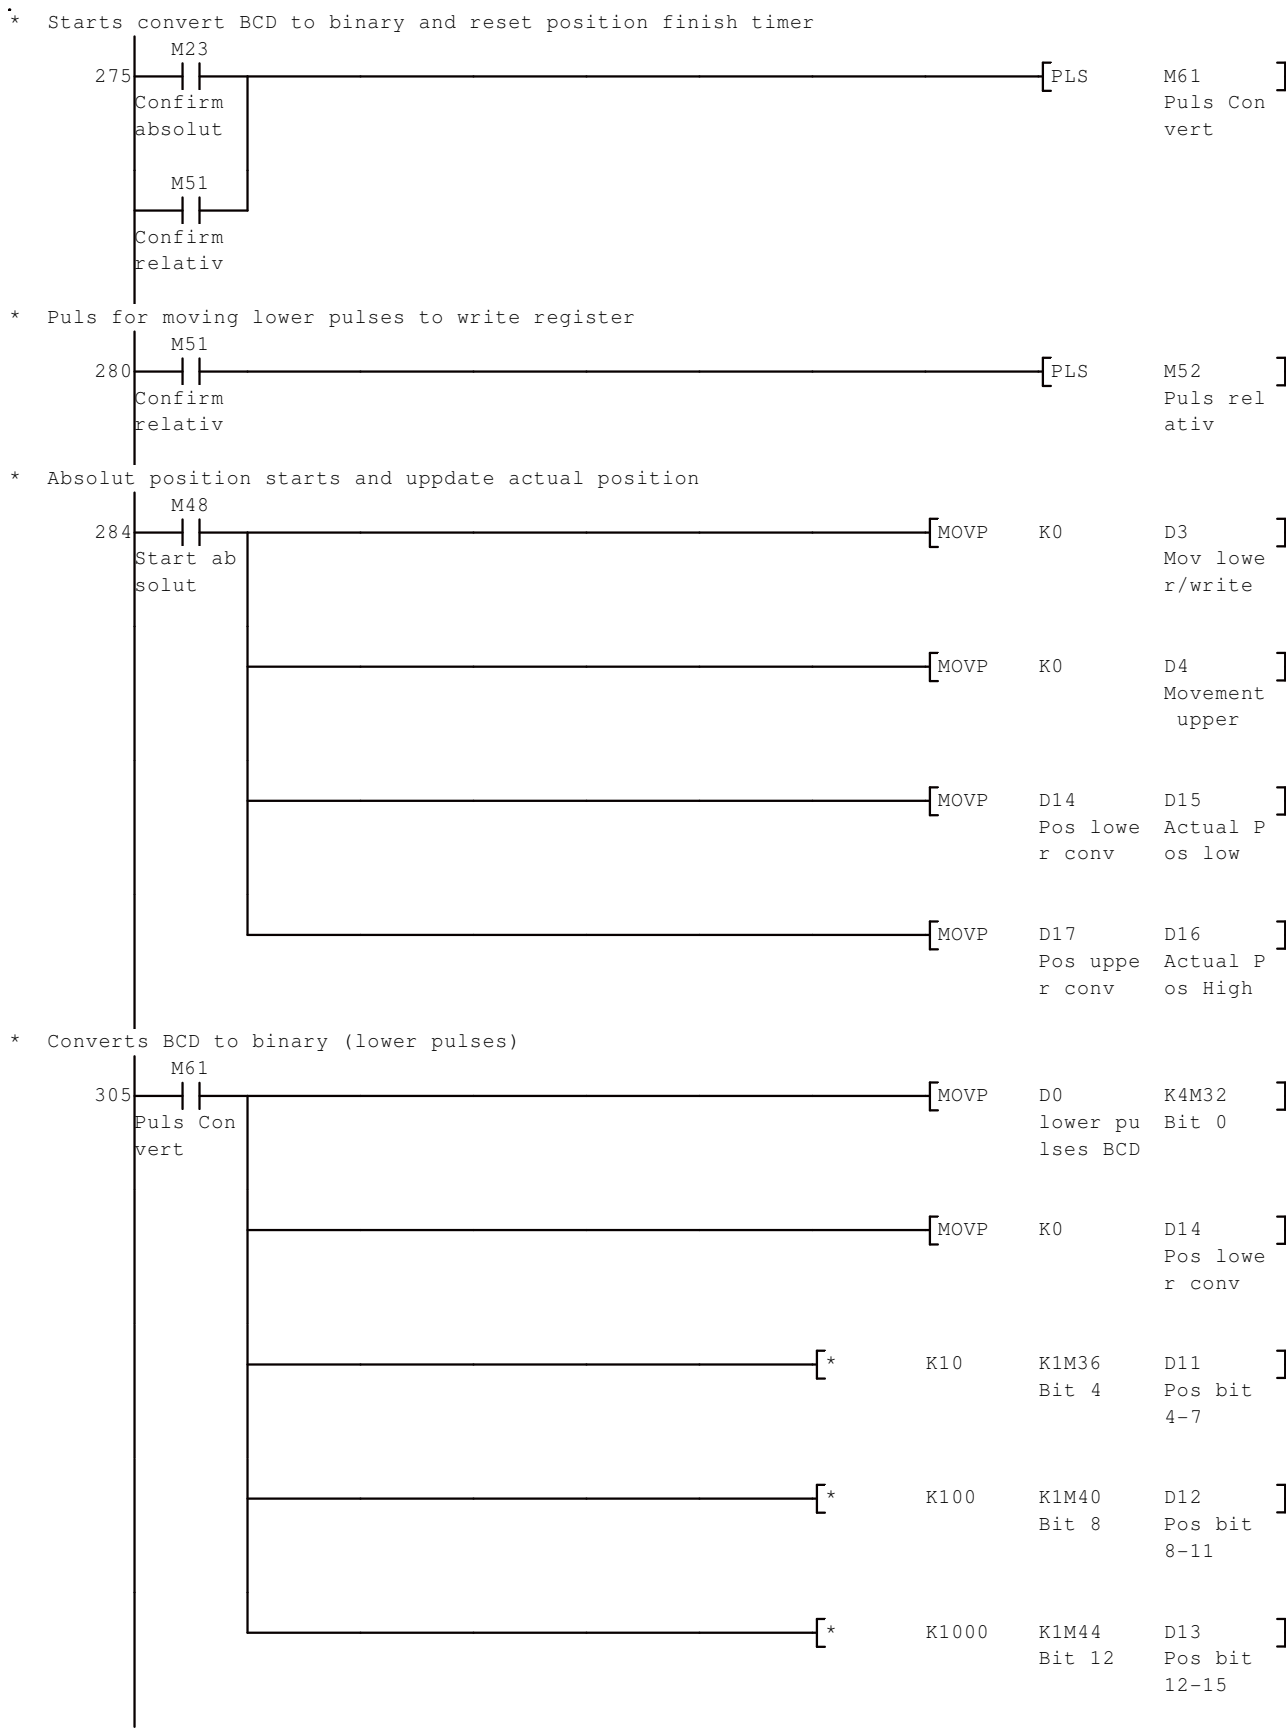 * Starts convert BCD to binary and reset position finish timer
M23
275 [PLS M61 ]
Confirm Puls Con
absolut vert
M51
Confirm
relativ
* Puls for moving lower pulses to write register
M51
280 [PLS M52 ]
Confirm Puls rel
relativ ativ
* Absolut position starts and uppdate actual position
M48
284 [MOVP K0 D3 ]
Start ab Mov lowe
solut r/write
[MOVP K0 D4 ]
Movement
upper
[MOVP D14 D15 ]
Pos lowe Actual P
r conv os low
[MOVP D17 D16 ]
Pos uppe Actual P
r conv os High
* Converts BCD to binary (lower pulses)
M61
305 [MOVP D0 K4M32 ]
Puls Con lower pu Bit 0
vert lses BCD
[MOVP K0 D14 ]
Pos lowe
r conv
[* K10 K1M36 D11 ]
Bit 4 Pos bit
4-7
[* K100 K1M40 D12 ]
Bit 8 Pos bit
8-11
[* K1000 K1M44 D13 ]
Bit 12 Pos bit
12-15